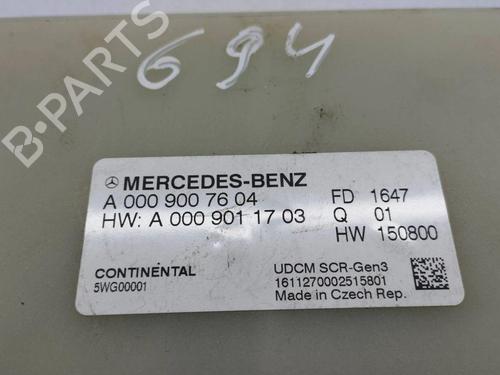 694
MERCEDES-BENZ
A 000 900 76 04 FD 1647
HW: A 000 901 17 03 Q 01
HW 150800
CONTINENTAL UDCM SCR-Gen3
5WG00001 1611270002515801
Made in Czech Rep.
B-PARTS